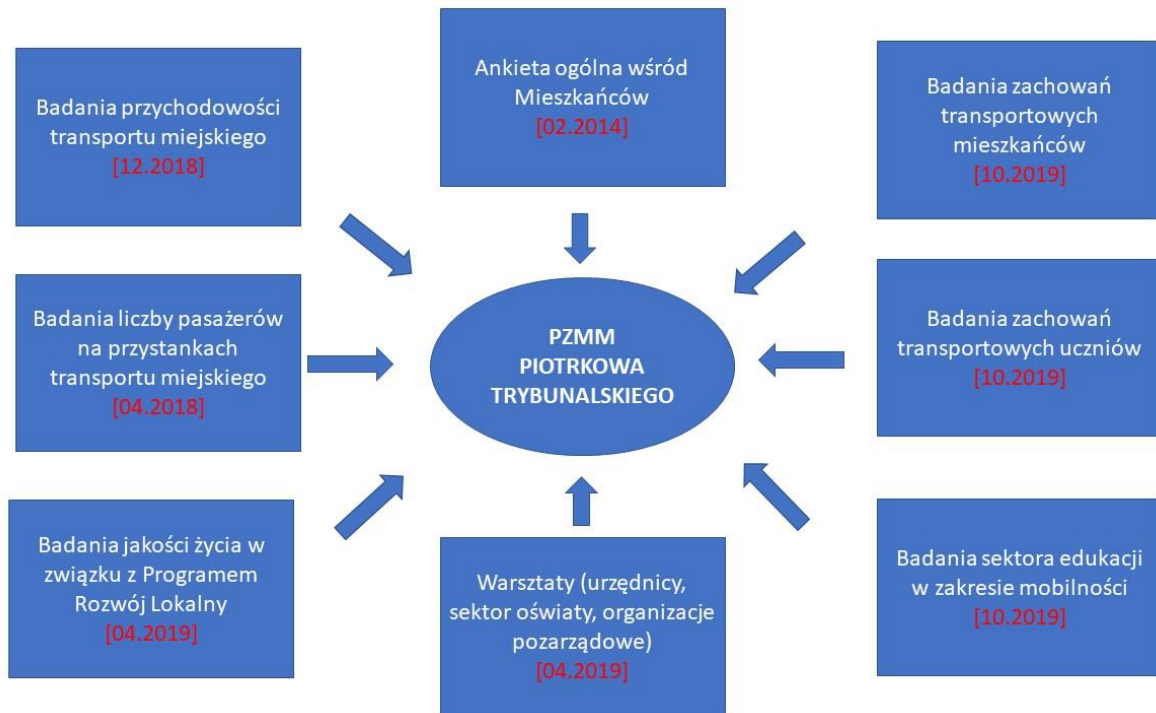 Badania przychodowości
transportu miejskiego
[12.2018]
Ankieta ogólna wśród
Mieszkańców
[02.2014]
Badania zachowań
transportowych
mieszkańców
[10.2019]
Badania liczby pasażerów
na przystankach
transportu miejskiego
[04.2018]
PZMM
PIOTRKOWA
TRYBUNALSKIEGO
Badania zachowań
transportowych uczniów
[10.2019]
Badania jakości życia w
związku z Programem
Rozwój Lokalny
[04.2019]
Warsztaty (urzędnicy,
sektor oświaty, organizacje
pozarządowe)
[04.2019]
Badania sektora edukacji
w zakresie mobilności
[10.2019]